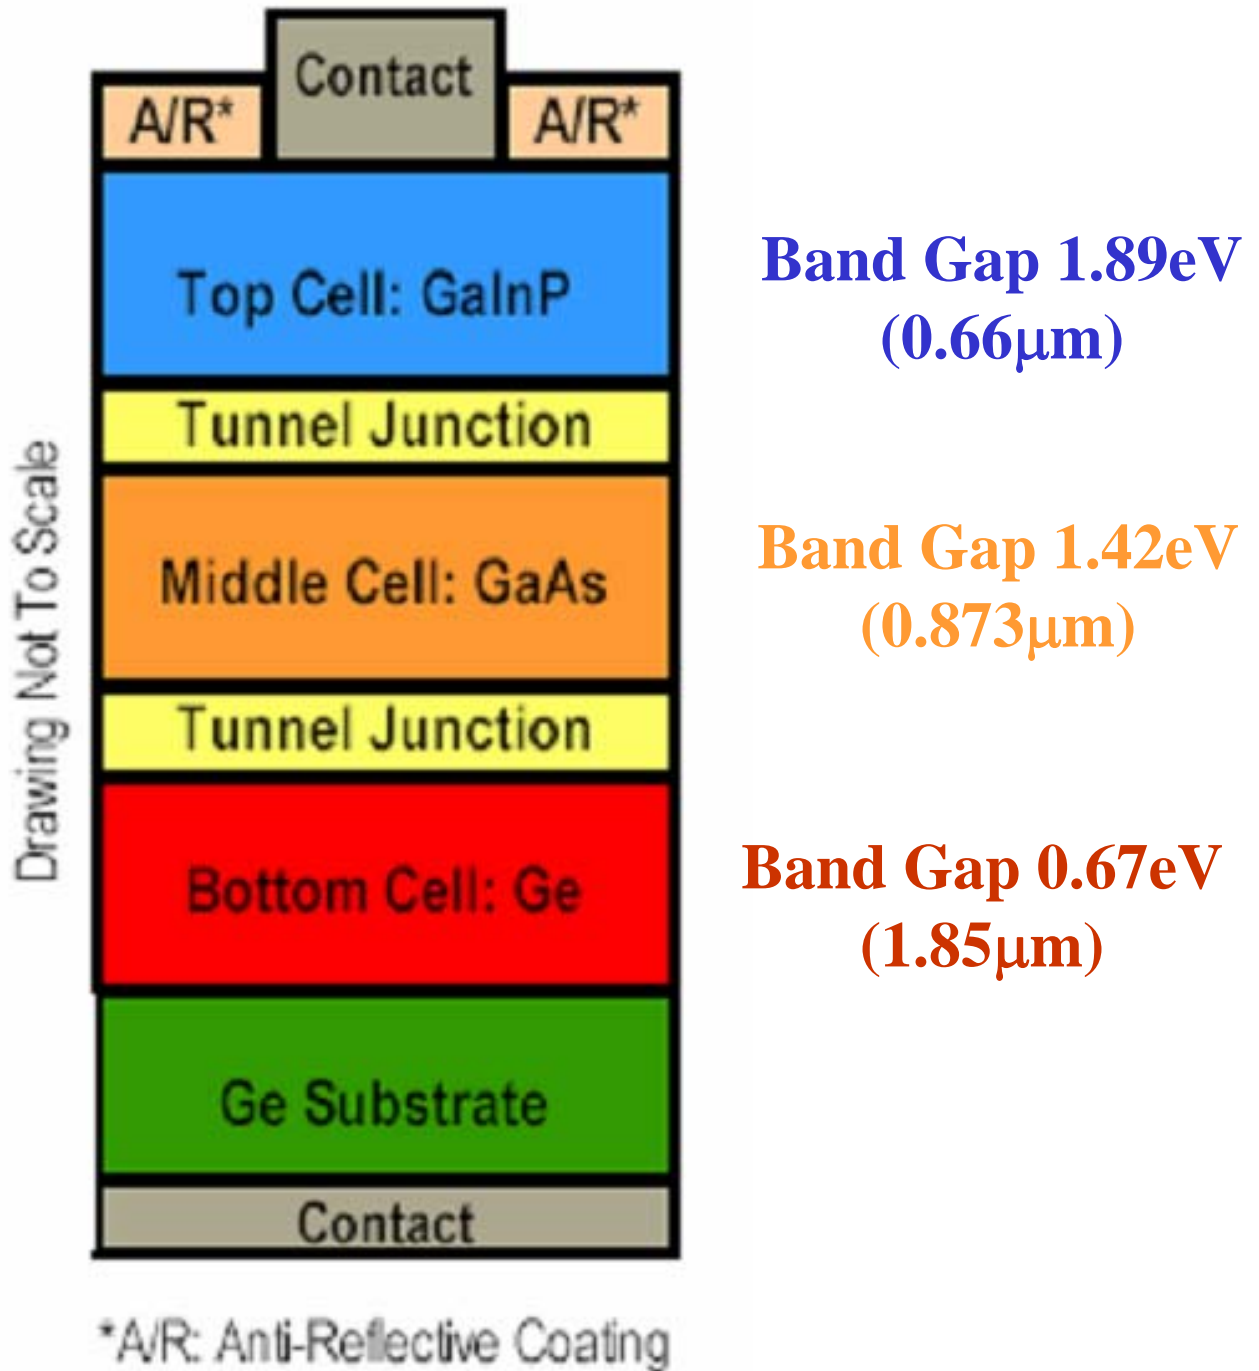 Contact
A/R*
A/R*
Top Cell: GaInP
Band Gap 1.89eV
(0.66μm)
Tunnel Junction
Drawing Not To Scale
Middle Cell: GaAs
Band Gap 1.42eV
(0.873μm)
Tunnel Junction
Bottom Cell: Ge
Band Gap 0.67eV
(1.85μm)
Ge Substrate
Contact
*A/R: Anti-Reflective Coating